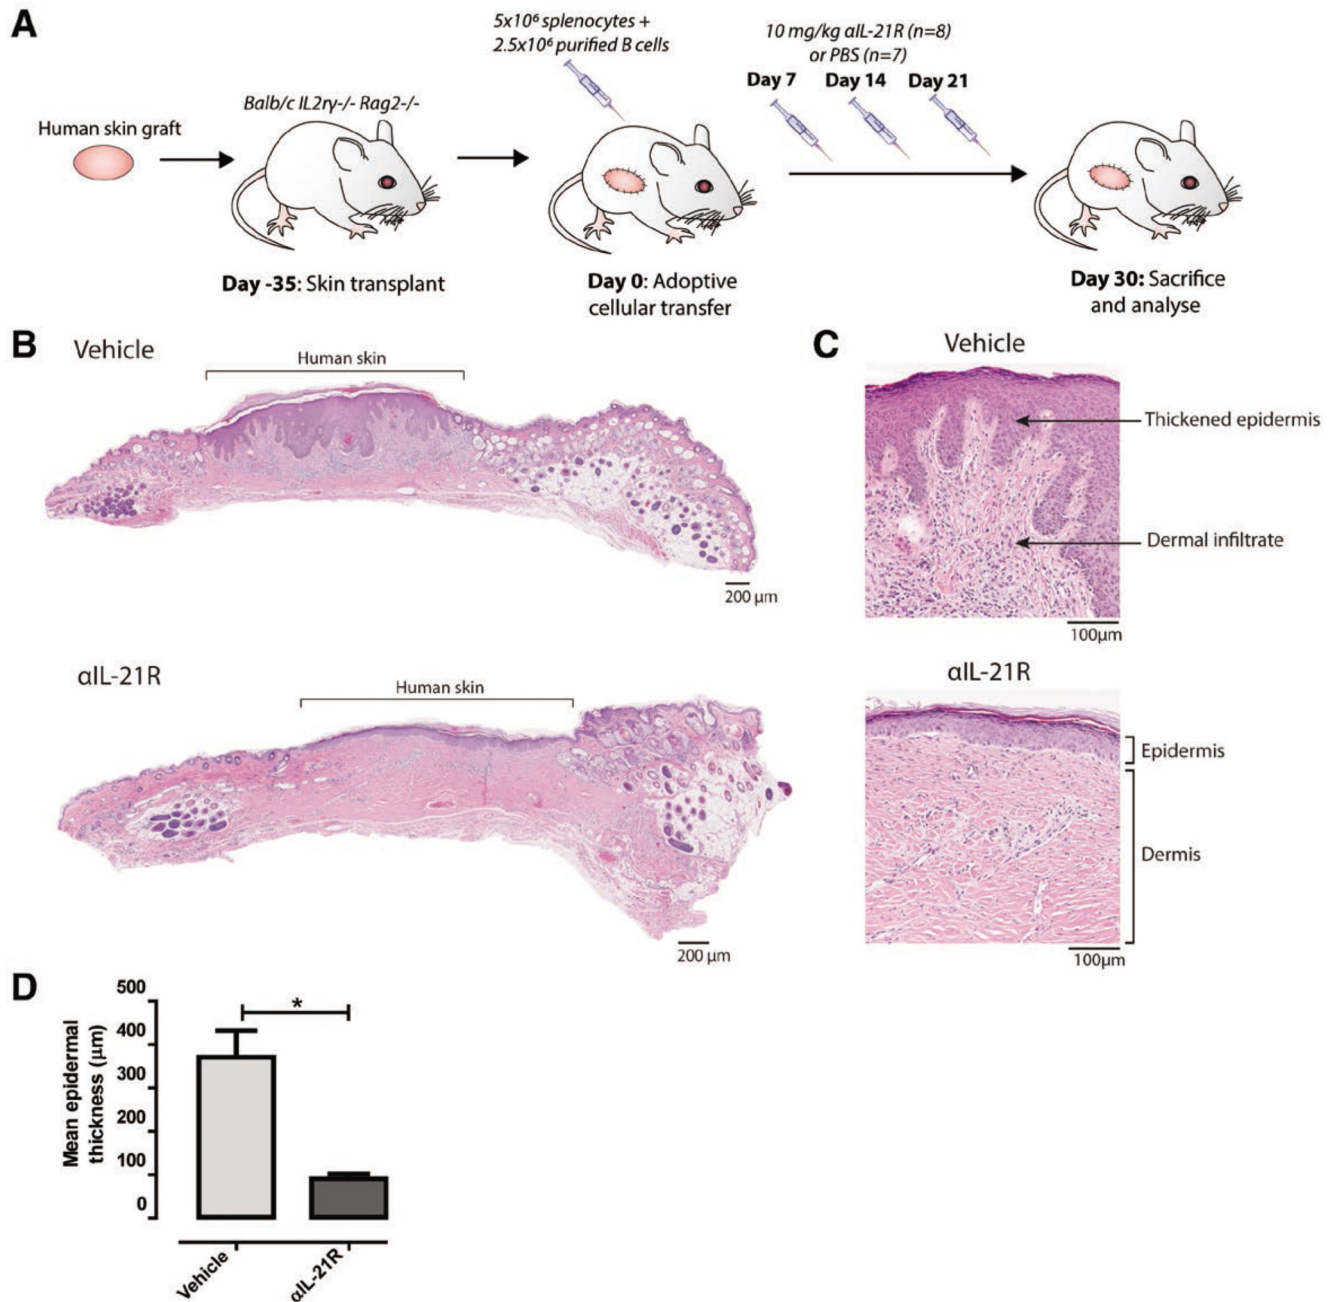 A
5x10⁶ splenocytes +
2.5x10⁶ purified B cells
10 mg/kg αIL-21R (n=8)
or PBS (n=7)
Day 7 Day 14 Day 21
Human skin graft
Balb/c IL2rγ-/- Rag2-/-
Day -35: Skin transplant
Day 0: Adoptive
cellular transfer
Day 30: Sacrifice
and analyse
B
Vehicle
Human skin
200 μm
αIL-21R
Human skin
200 μm
C
Vehicle
Thickened epidermis
Dermal infiltrate
100μm
αIL-21R
Epidermis
Dermis
100μm
D
Mean epidermal
thickness (μm)
500
400
300
200
100
0
*
Vehicle
αIL-21R